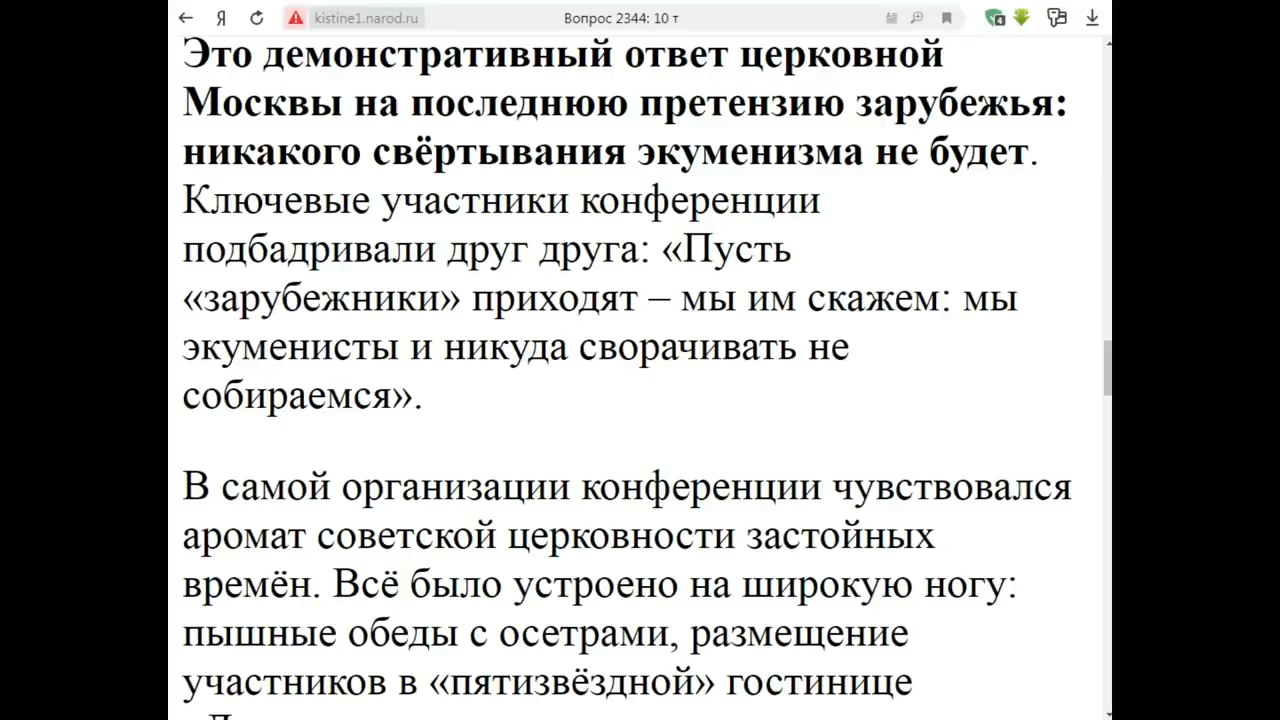 Я
kistine1.narod.ru
Вопрос 2344: 10 т
4
Это демонстративный ответ церковной
Москвы на последнюю претензию зарубежья:
никакого свёртывания экуменизма не будет.
Ключевые участники конференции
подбадривали друг друга: «Пусть
«зарубежники» приходят – мы им скажем: мы
экуменисты и никуда сворачивать не
собираемся».
В самой организации конференции чувствовался
аромат советской церковности застойных
времён. Всё было устроено на широкую ногу:
пышные обеды с осетрами, размещение
участников в «пятизвёздной» гостинице